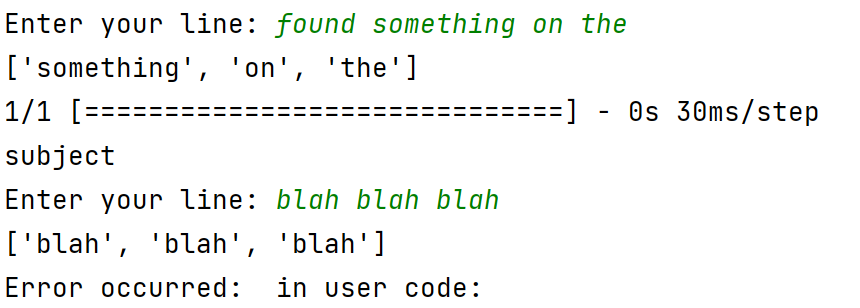 Enter your line: found something on the
['something', 'on', 'the']
1/1 [==============================] - 0s 30ms/step
subject
Enter your line: blah blah blah
['blah', 'blah', 'blah']
Error occurred:  in user code: